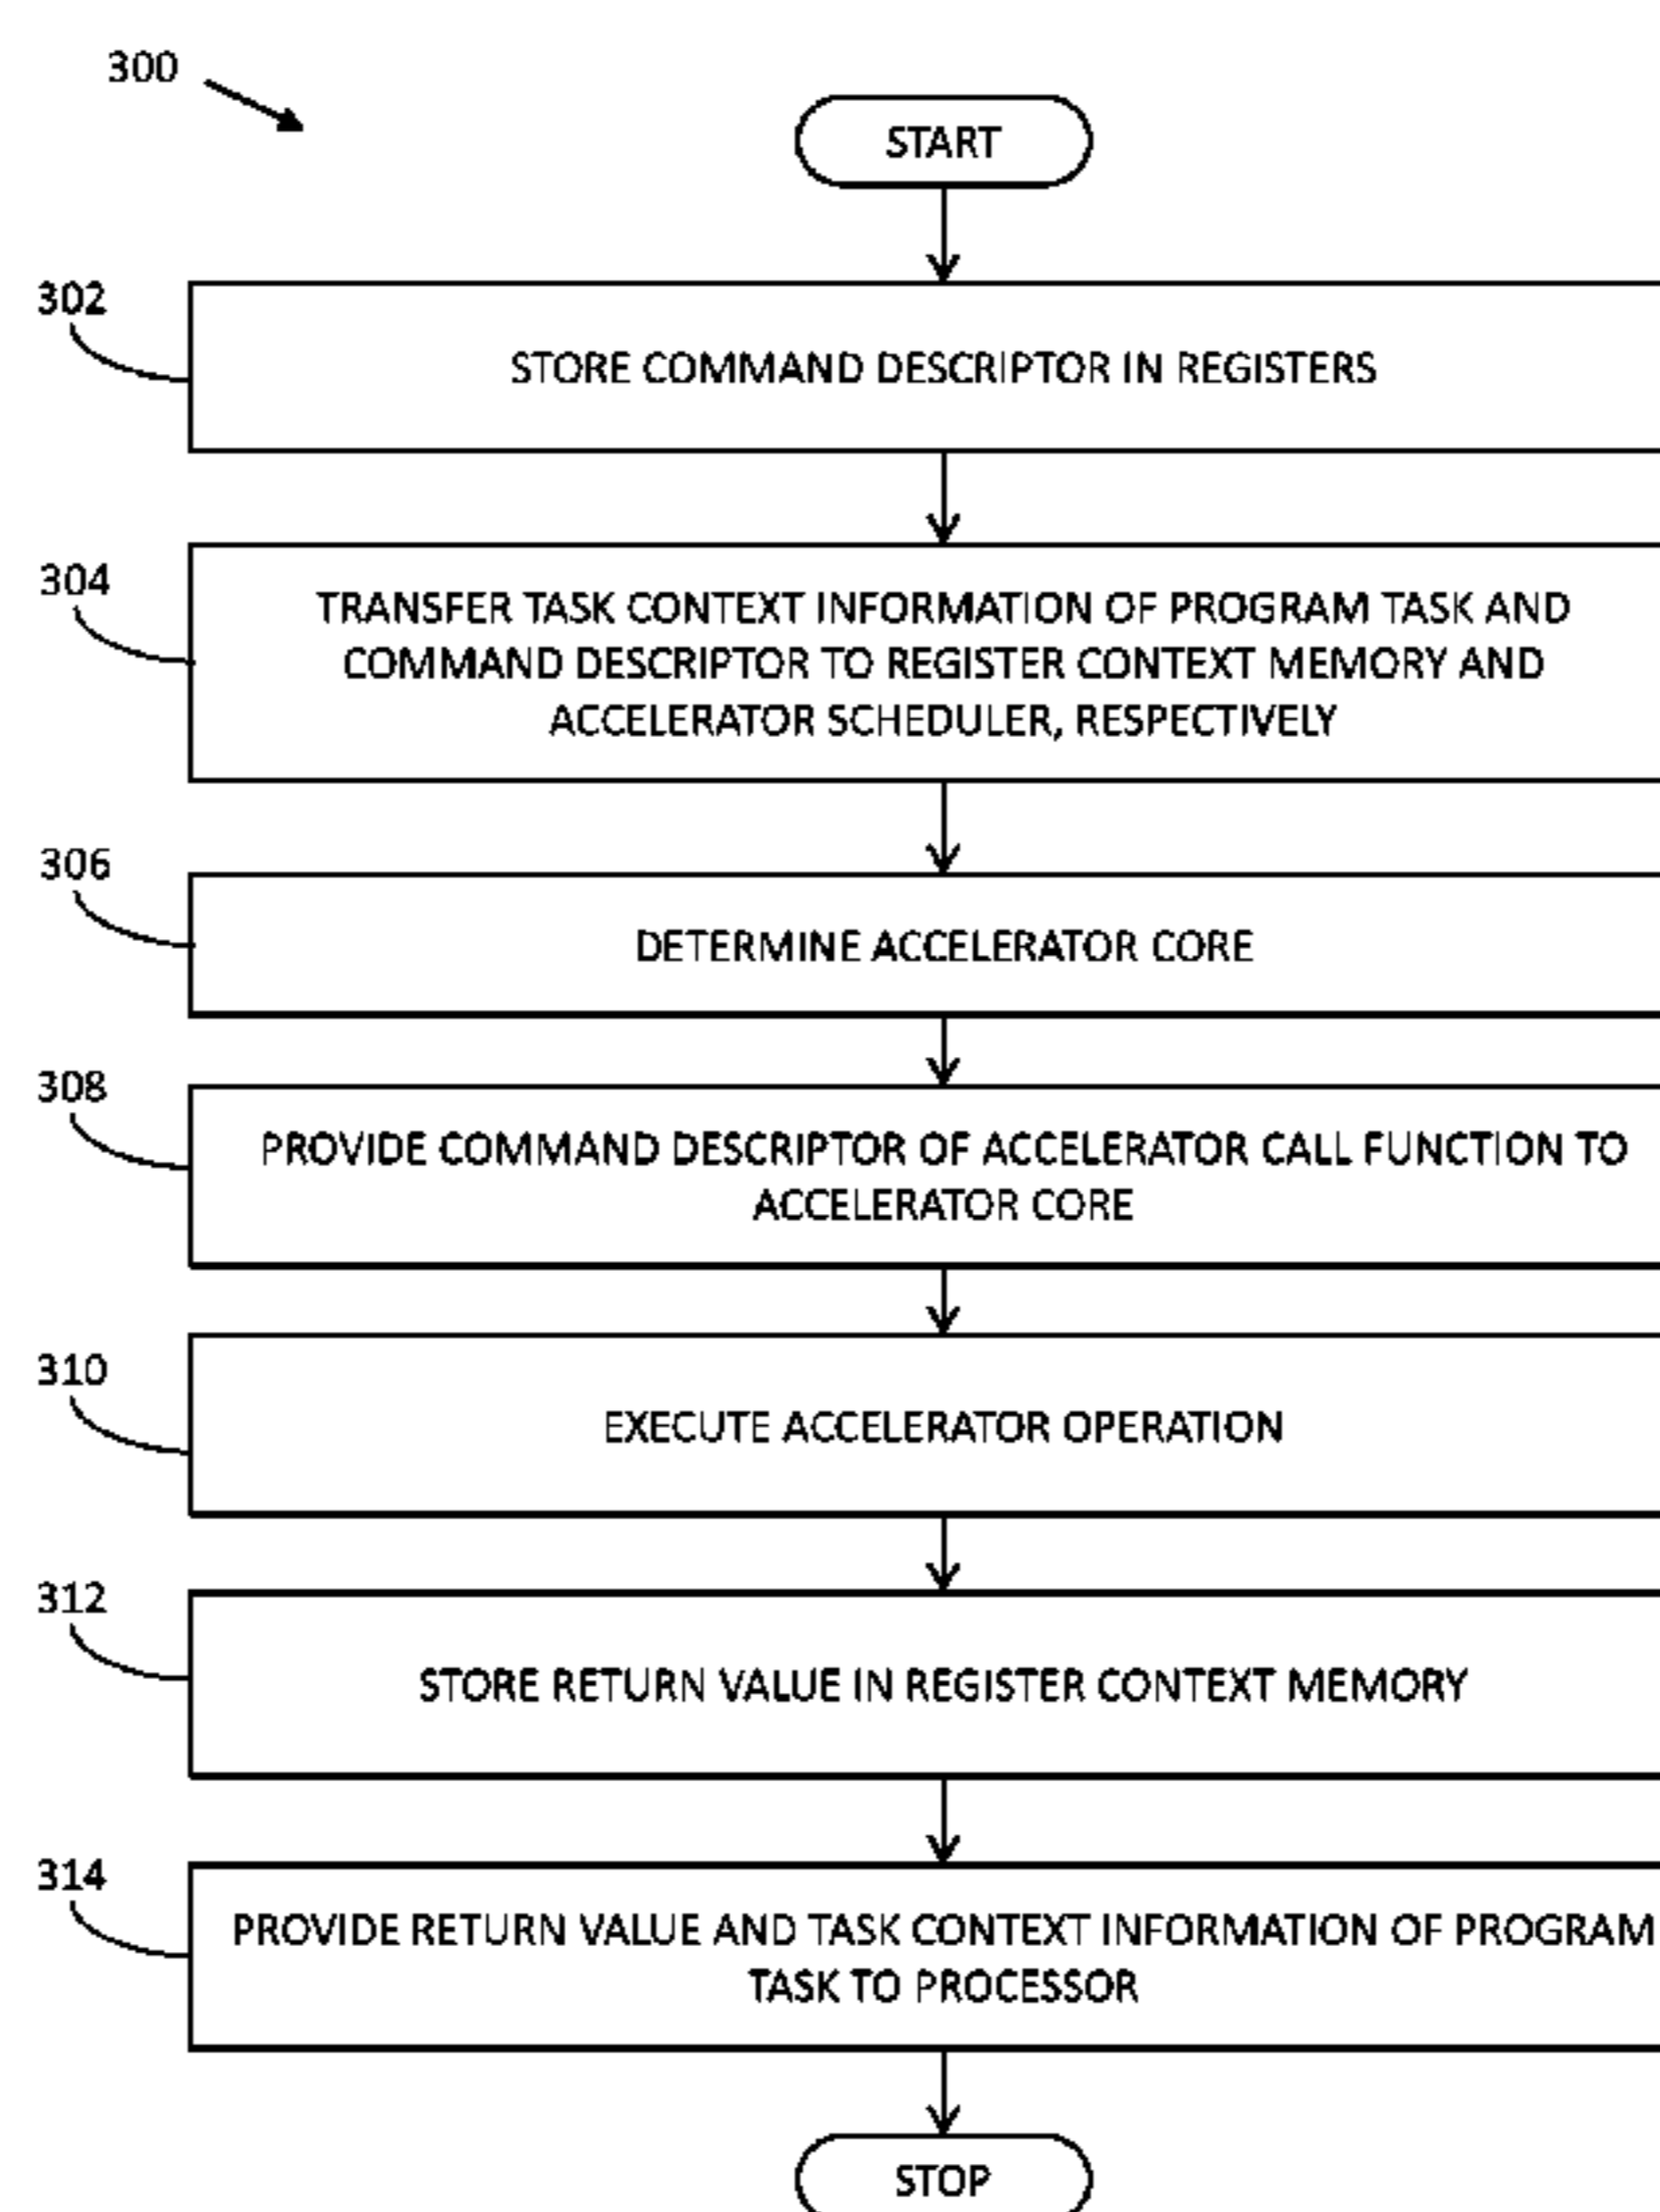 300
START
302
STORE COMMAND DESCRIPTOR IN REGISTERS
304
TRANSFER TASK CONTEXT INFORMATION OF PROGRAM TASK AND
COMMAND DESCRIPTOR TO REGISTER CONTEXT MEMORY AND
ACCELERATOR SCHEDULER, RESPECTIVELY
306
DETERMINE ACCELERATOR CORE
308
PROVIDE COMMAND DESCRIPTOR OF ACCELERATOR CALL FUNCTION TO
ACCELERATOR CORE
310
EXECUTE ACCELERATOR OPERATION
312
STORE RETURN VALUE IN REGISTER CONTEXT MEMORY
314
PROVIDE RETURN VALUE AND TASK CONTEXT INFORMATION OF PROGRAM
TASK TO PROCESSOR
STOP